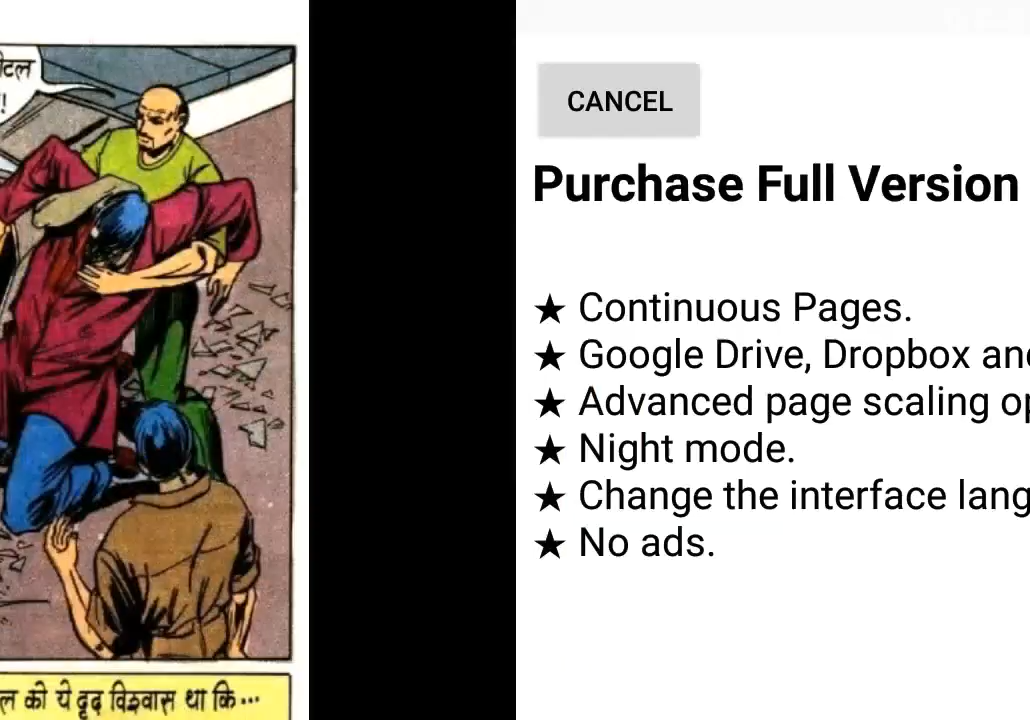 !
CANCEL
Purchase Full Version
★ Continuous Pages.
★ Google Drive, Dropbox and
★ Advanced page scaling op
★ Night mode.
★ Change the interface lang
★ No ads.
की ये दृढ़ विश्वास था कि...